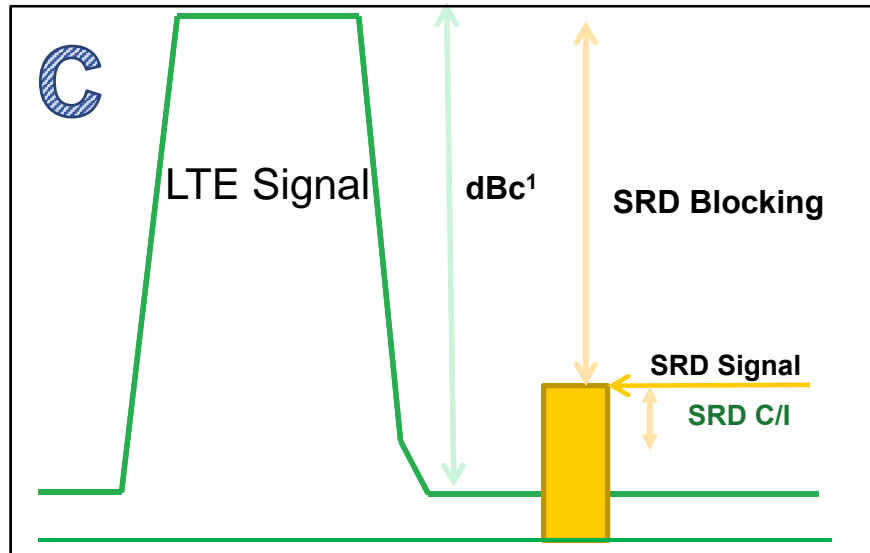 C
LTE Signal
dBc¹
SRD Blocking
SRD Signal
SRD C/I